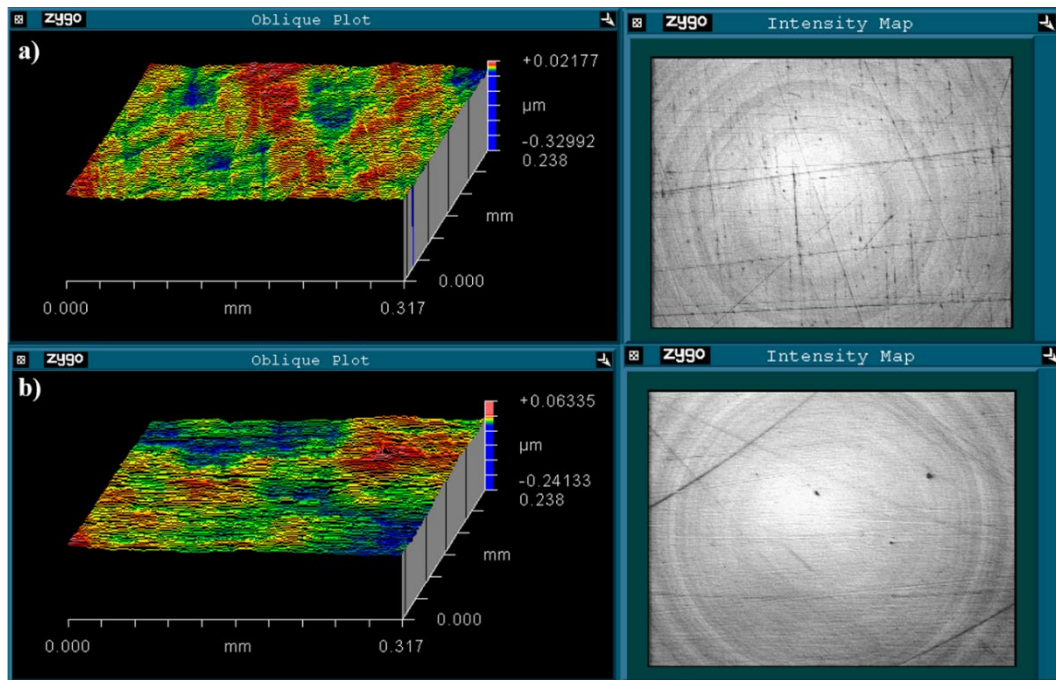 zygo Oblique Plot
a)
+0.02177
µm
-0.32992
0.238
mm
0.000
0.000 mm 0.317
zygo Intensity Map
zygo Oblique Plot
b)
+0.06335
µm
-0.24133
0.238
mm
0.000
0.000 mm 0.317
zygo Intensity Map